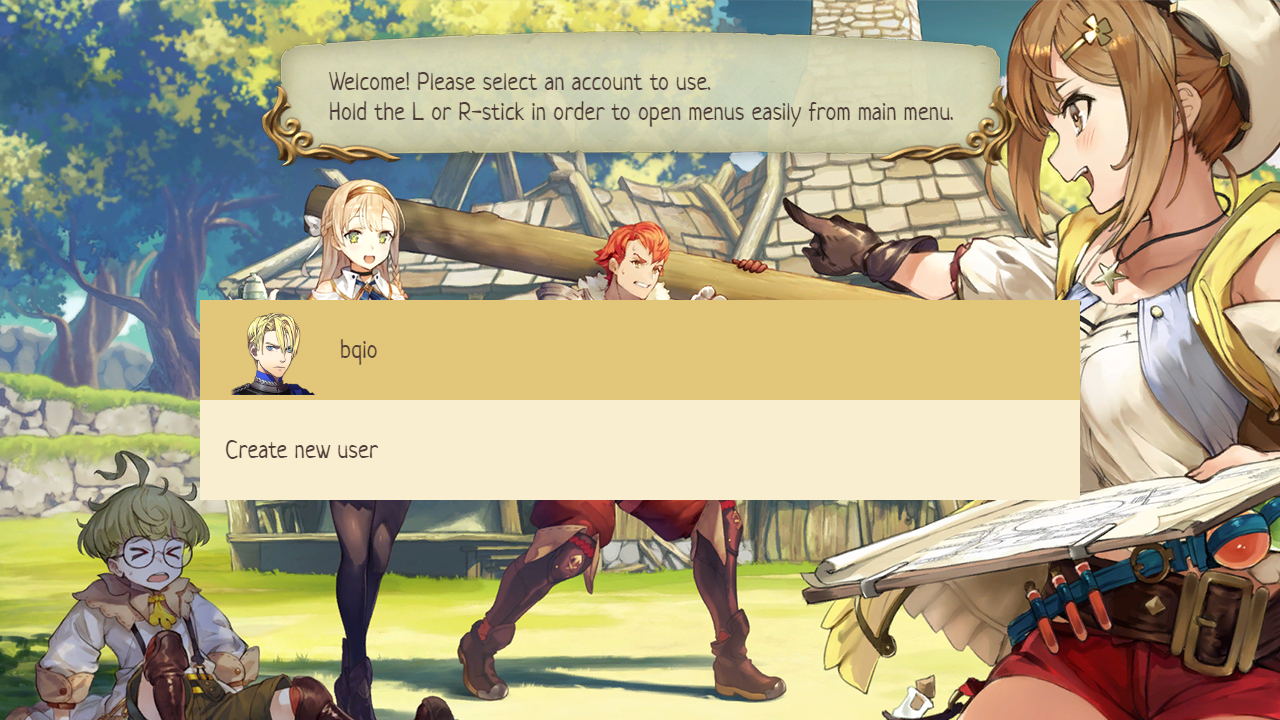 Welcome! Please select an account to use.
Hold the L or R-stick in order to open menus easily from main menu.
bqio
Create new user